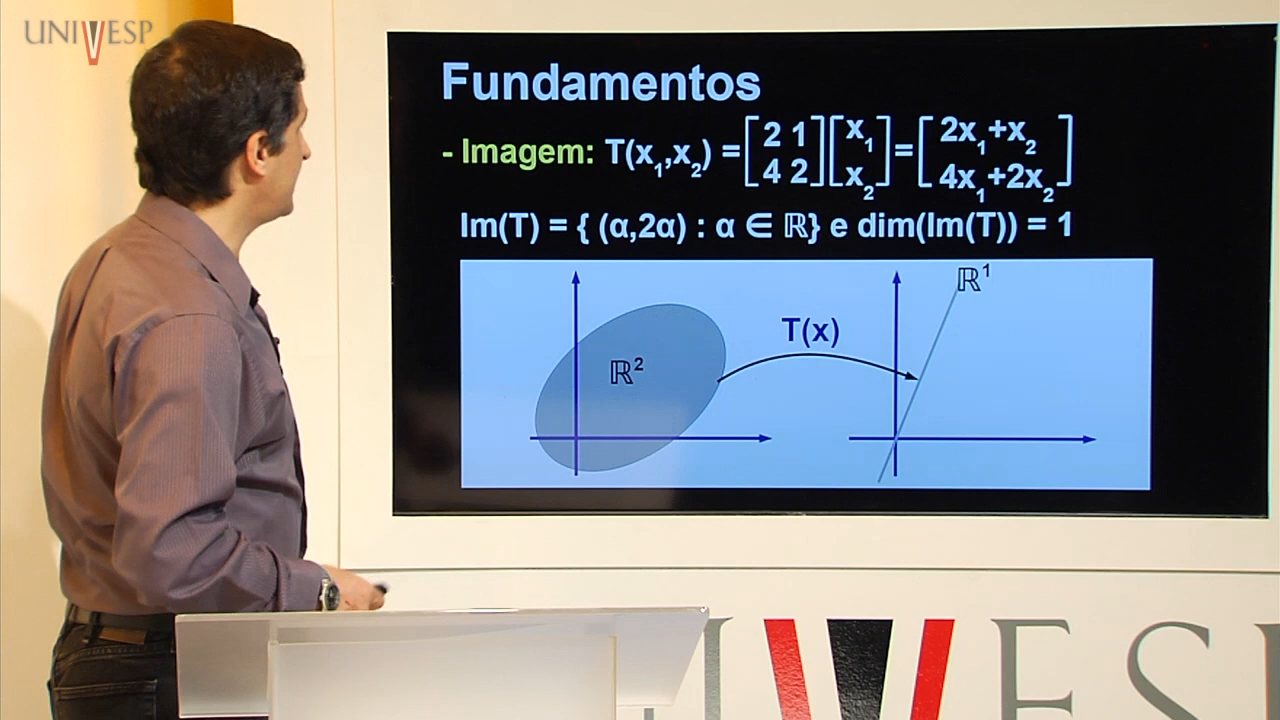 UNIVESP
Fundamentos
- Imagem: T(x₁,x₂) = [2 1; 4 2] [x₁; x₂] = [2x₁+x₂; 4x₁+2x₂]
Im(T) = { (α,2α) : α ∈ ℝ} e dim(Im(T)) = 1
ℝ¹
T(x)
ℝ²
VESP